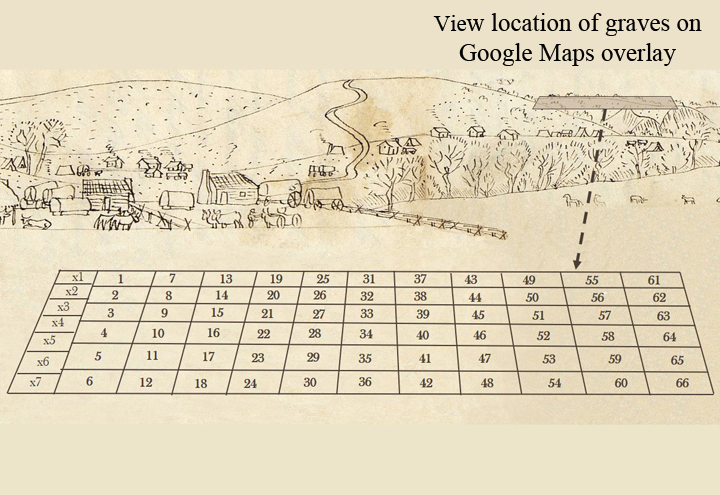 View location of graves on
Google Maps overlay
x1 1 7 13 19 25 31 37 43 49 55 61
x2 2 8 14 20 26 32 38 44 50 56 62
x3 3 9 15 21 27 33 39 45 51 57 63
x4
x5 4 10 16 22 28 34 40 46 52 58 64
x6 5 11 17 23 29 35 41 47 53 59 65
x7 6 12 18 24 30 36 42 48 54 60 66